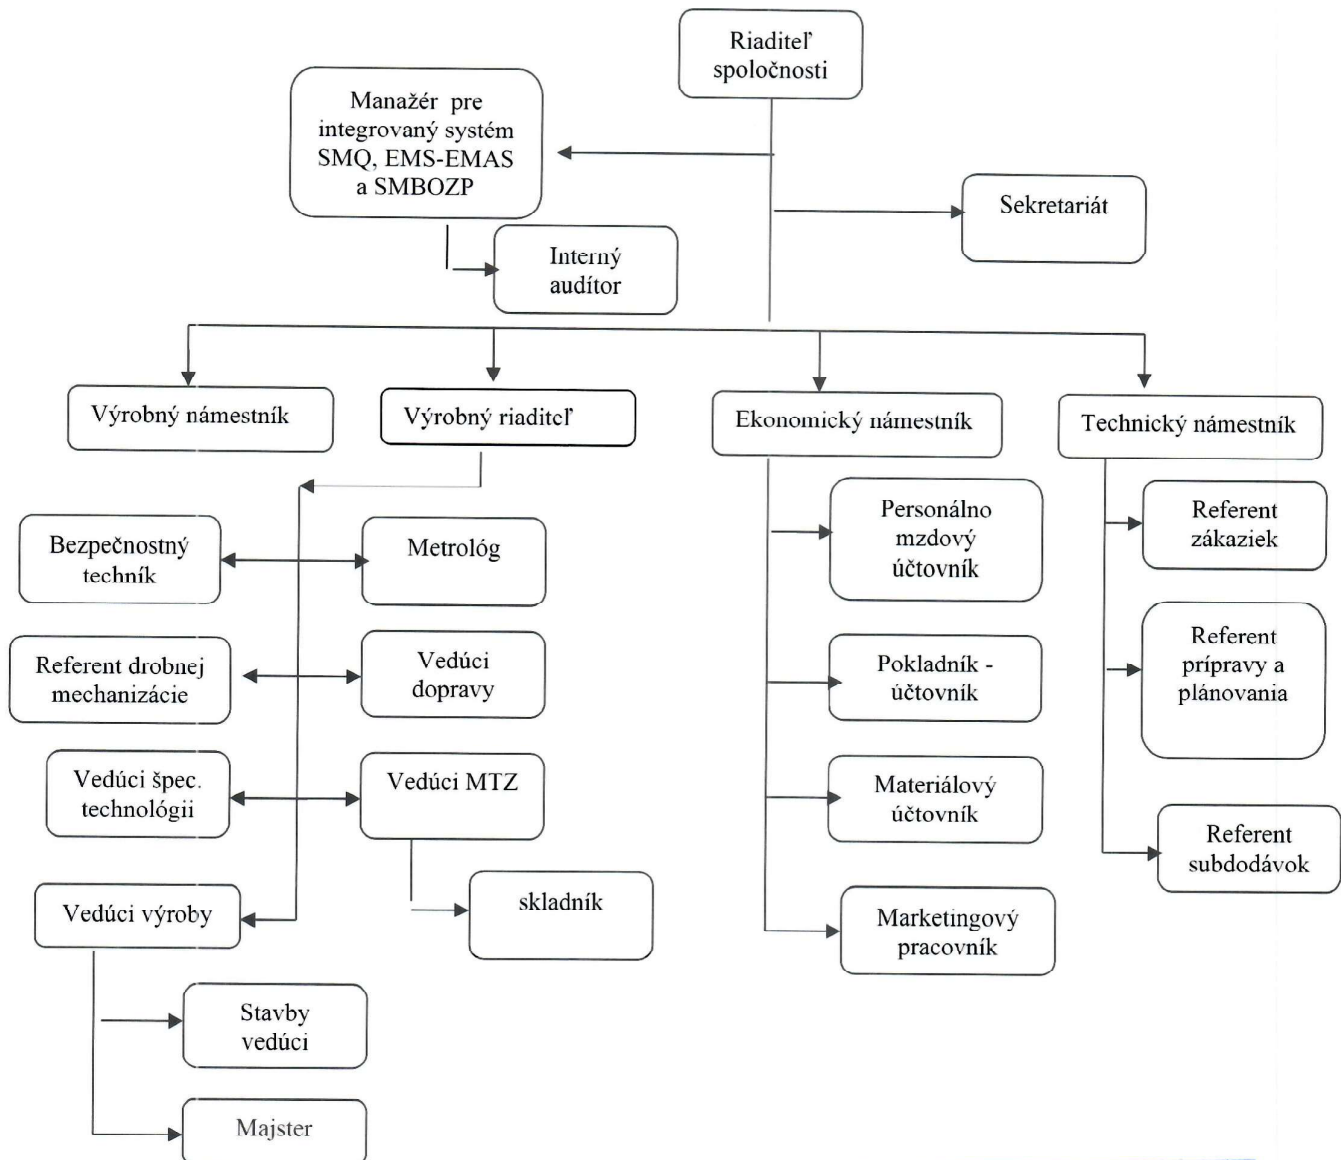 Riaditeľ
spoločnosti
Manažér pre
integrovaný systém
SMQ, EMS-EMAS
a SMBOZP
Sekretariát
Interný
audítor
Výrobný námestník
Výrobný riaditeľ
Ekonomický námestník
Technický námestník
Bezpečnostný
techník
Metrológ
Referent drobnej
mechanizácie
Vedúci
dopravy
Vedúci špec.
technológii
Vedúci MTZ
Vedúci výroby
skladník
Stavby
vedúci
Majster
Personálno
mzdový
účtovník
Pokladník -
účtovník
Materiálový
účtovník
Marketingový
pracovník
Referent
zákaziek
Referent
prípravy a
plánovania
Referent
subdodávok